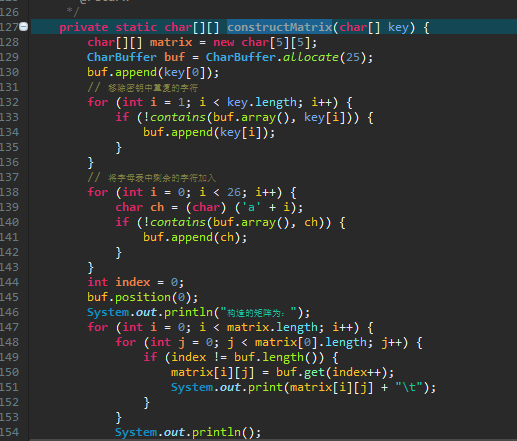 126 */
127 private static char[][] constructMatrix(char[] key) {
128 char[][] matrix = new char[5][5];
129 CharBuffer buf = CharBuffer.allocate(25);
130 buf.append(key[0]);
131 // 移除密钥中重复的字符
132 for (int i = 1; i < key.length; i++) {
133 if (!contains(buf.array(), key[i])) {
134 buf.append(key[i]);
135 }
136 }
137 // 将字母表中剩余的字符加入
138 for (int i = 0; i < 26; i++) {
139 char ch = (char) ('a' + i);
140 if (!contains(buf.array(), ch)) {
141 buf.append(ch);
142 }
143 }
144 int index = 0;
145 buf.position(0);
146 System.out.println("构造的矩阵为：");
147 for (int i = 0; i < matrix.length; i++) {
148 for (int j = 0; j < matrix[0].length; j++) {
149 if (index != buf.length()) {
150 matrix[i][j] = buf.get(index++);
151 System.out.print(matrix[i][j] + "\t");
152 }
153 }
154 System.out.println();